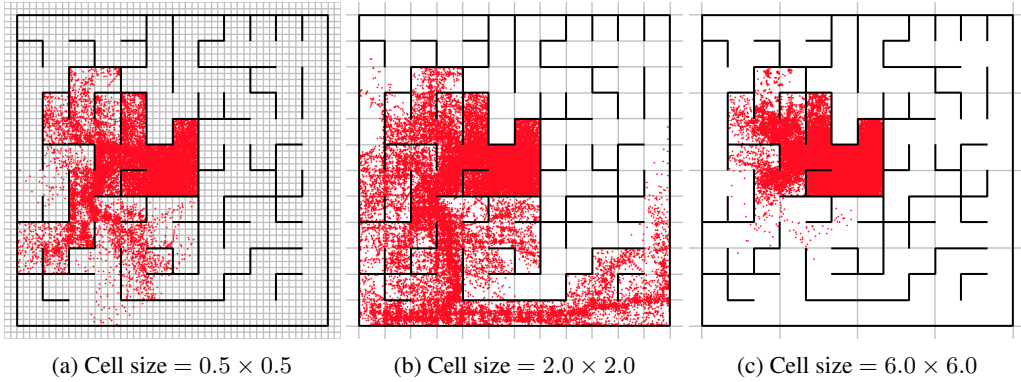 (a) Cell size = 0.5 × 0.5
(b) Cell size = 2.0 × 2.0
(c) Cell size = 6.0 × 6.0